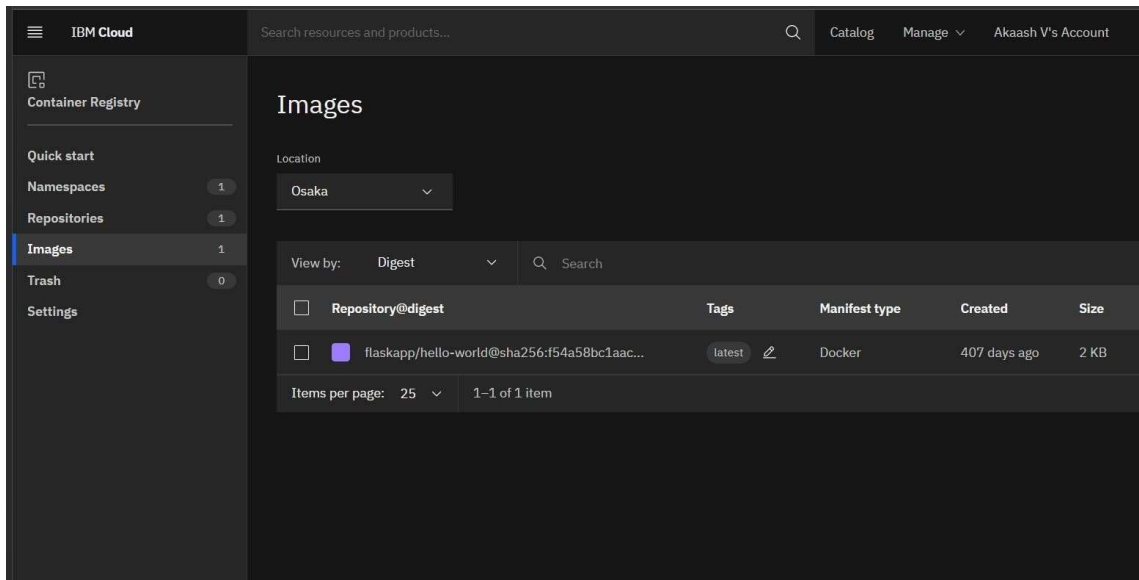 IBM Cloud
Search resources and products...
Catalog
Manage
Akaash V's Account
Container Registry
Quick start
Namespaces 1
Repositories 1
Images 1
Trash 0
Settings
Images
Location
Osaka
View by: Digest
Search
Repository@digest Tags Manifest type Created Size
flaskapp/hello-world@sha256:f54a58bc1aac... latest Docker 407 days ago 2 KB
Items per page: 25 1–1 of 1 item